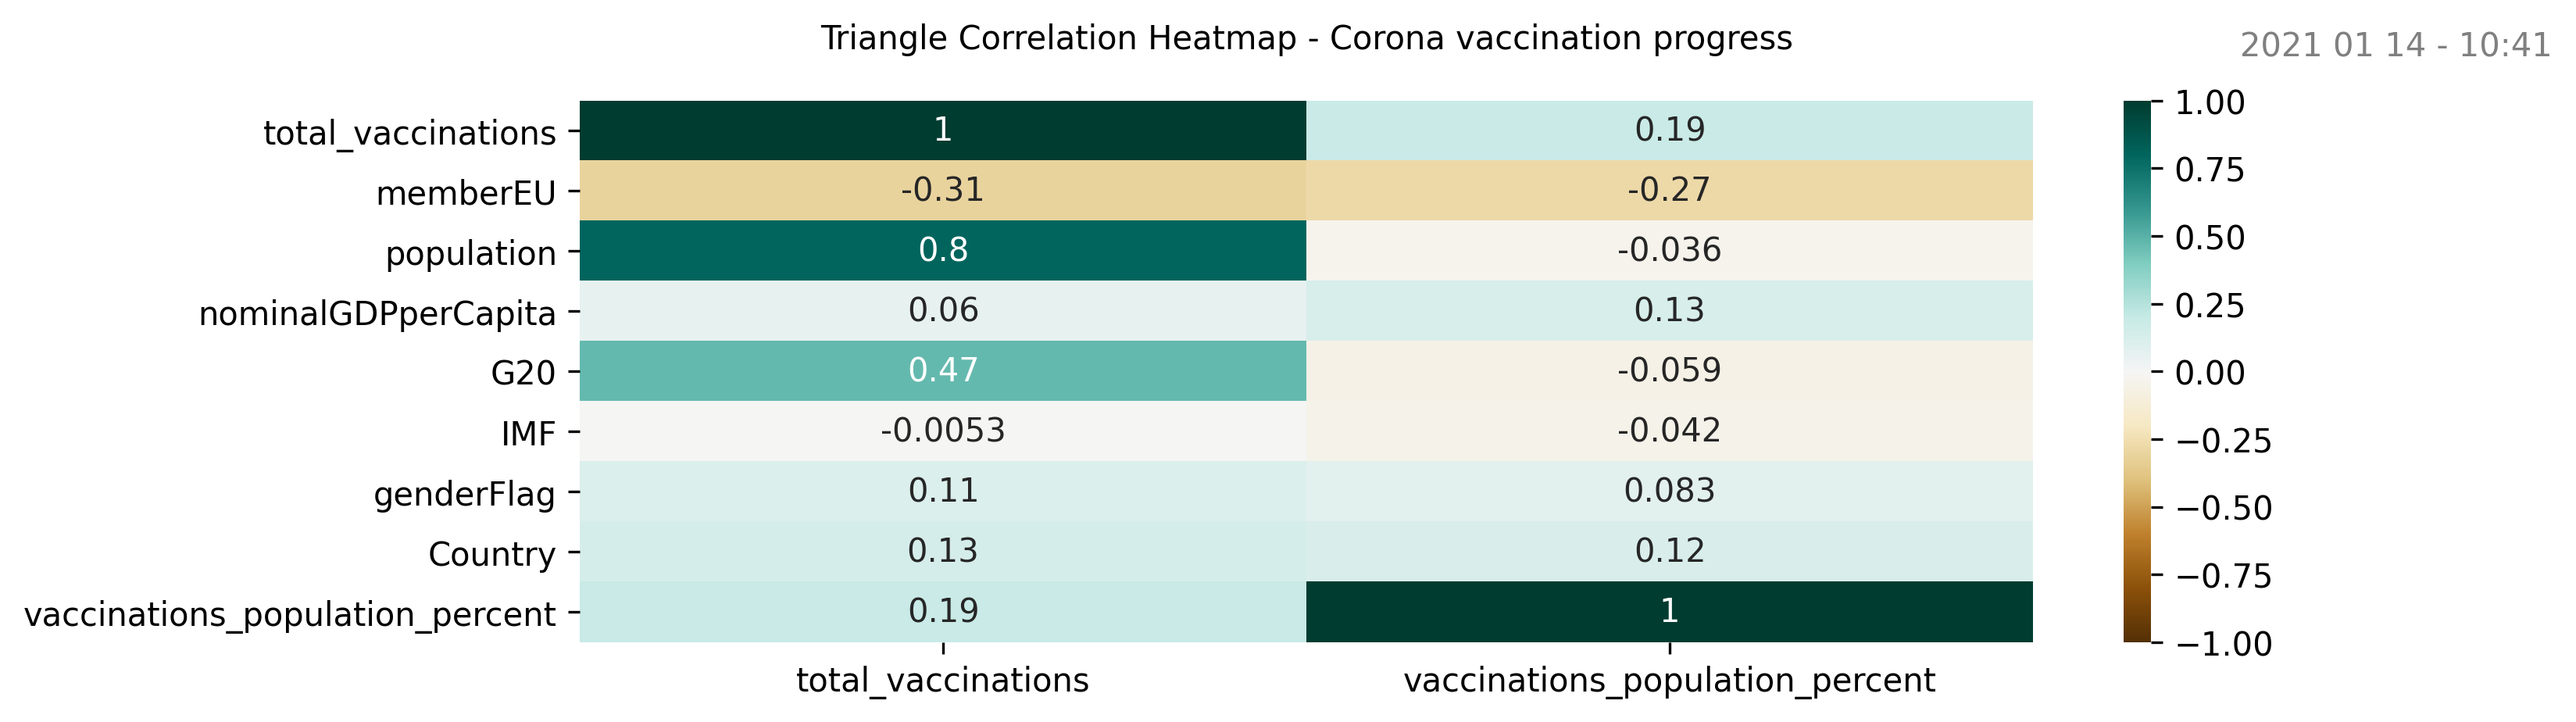 Triangle Correlation Heatmap - Corona vaccination progress
2021 01 14 - 10:41
total_vaccinations 1 0.19
memberEU -0.31 -0.27
population 0.8 -0.036
nominalGDPperCapita 0.06 0.13
G20 0.47 -0.059
IMF -0.0053 -0.042
genderFlag 0.11 0.083
Country 0.13 0.12
vaccinations_population_percent 0.19 1
total_vaccinations vaccinations_population_percent
1.00
0.75
0.50
0.25
0.00
−0.25
−0.50
−0.75
−1.00